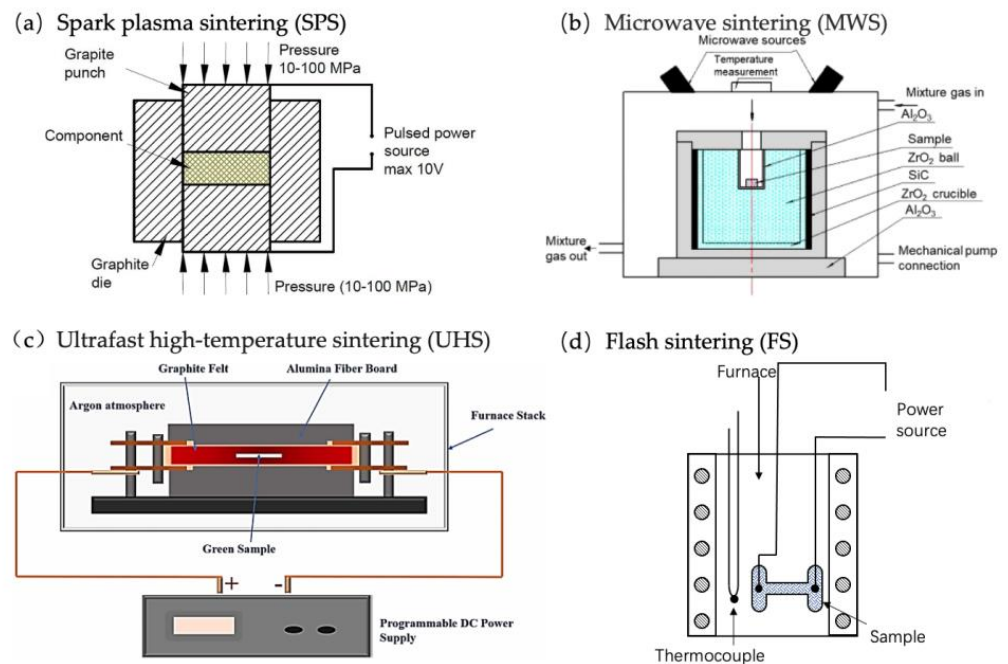 (a) Spark plasma sintering (SPS)
Grapite
punch
Pressure
10-100 MPa
Component
Pulsed power
source
max 10V
Graphite
die
Pressure (10-100 MPa)
(b) Microwave sintering (MWS)
Microwave sources
Temperature
measurement
Mixture gas in
Al2O3
Sample
ZrO2 ball
SiC
ZrO2 crucible
Al2O3
Mixture
gas out
Mechanical pump
connection
(c) Ultrafast high-temperature sintering (UHS)
Graphite Felt
Alumina Fiber Board
Argon atmosphere
Furnace Stack
Green Sample
+
-
Programmable DC Power
Supply
(d) Flash sintering (FS)
Furnace
Power
source
Sample
Thermocouple